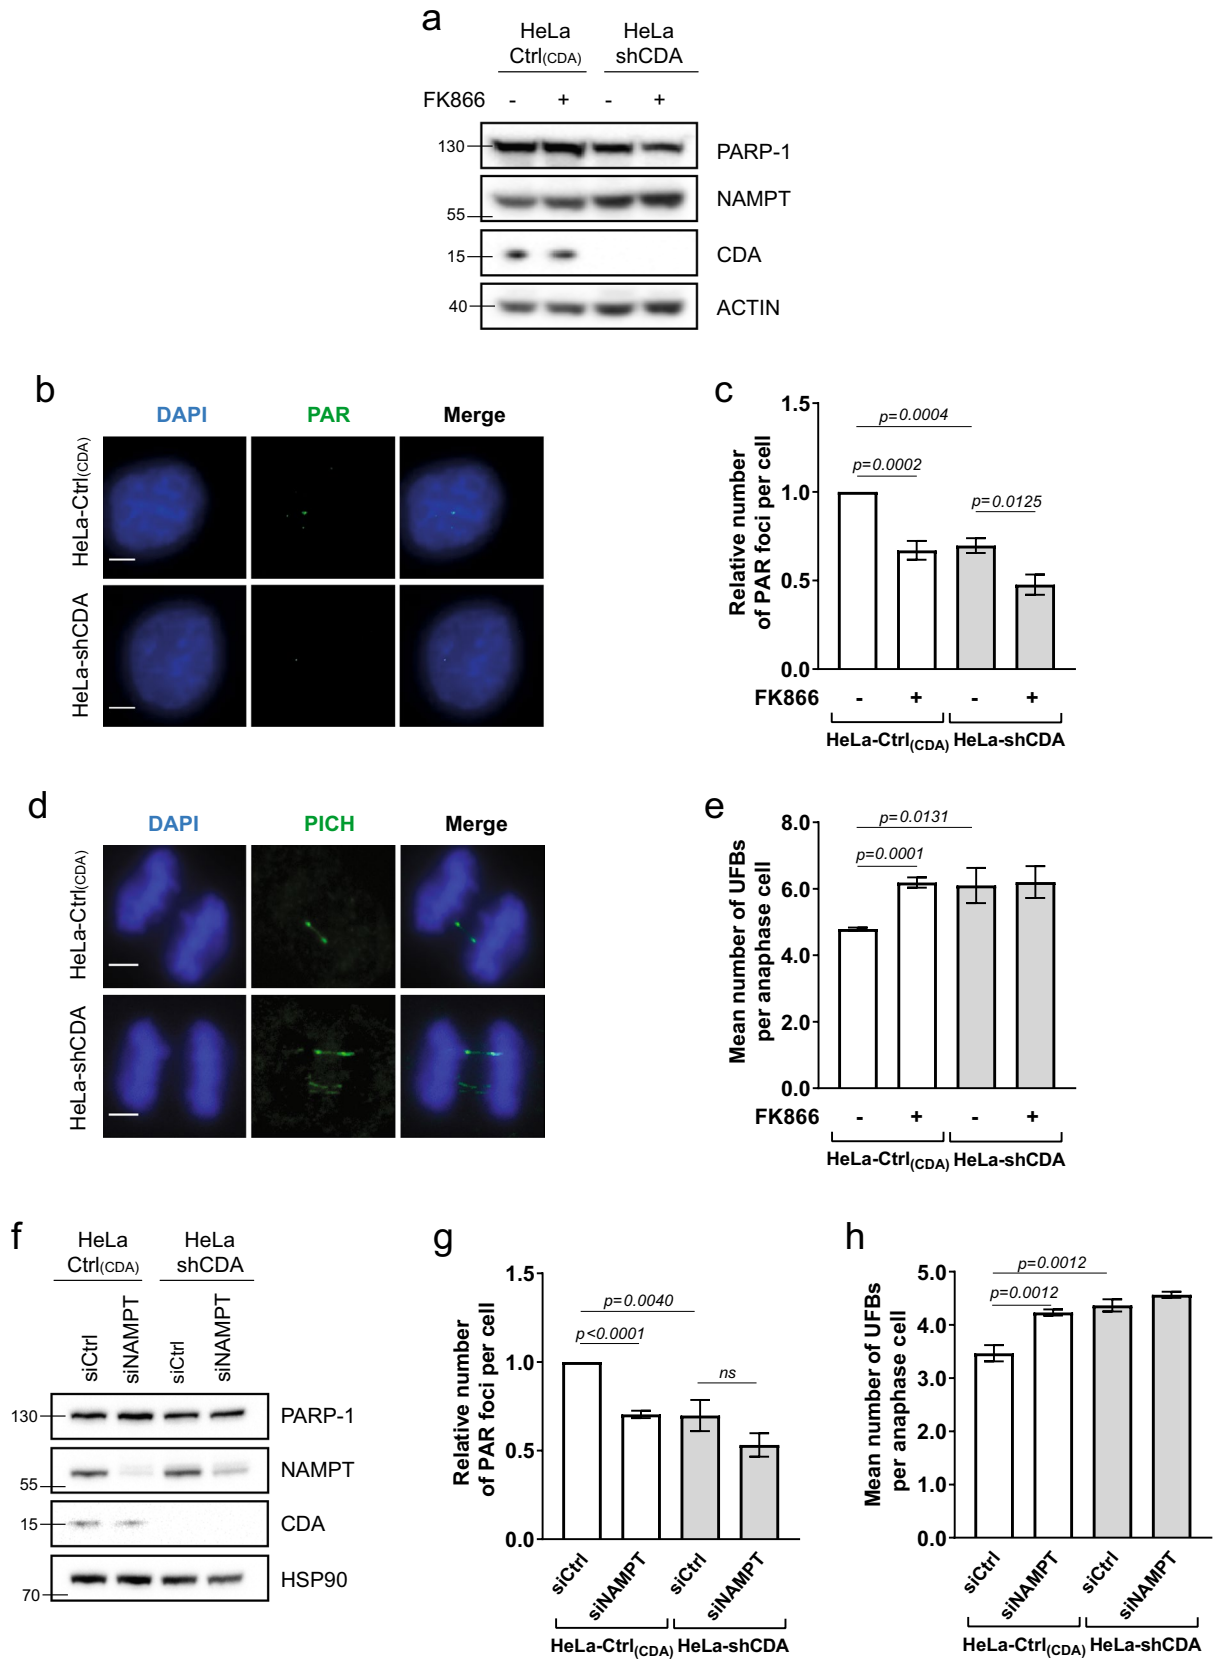 a
HeLa
Ctrl(CDA)
HeLa
shCDA
FK866 - + - +
130
PARP-1
NAMPT
55
15
CDA
40
ACTIN
b
DAPI PAR Merge
HeLa-Ctrl(CDA)
HeLa-shCDA
c
Relative number
of PAR foci per cell
1.5
1.0
0.5
0.0
p=0.0004
p=0.0002
p=0.0125
FK866 - + - +
HeLa-Ctrl(CDA) HeLa-shCDA
d
DAPI PICH Merge
HeLa-Ctrl(CDA)
HeLa-shCDA
e
Mean number of UFBs
per anaphase cell
8.0
6.0
4.0
2.0
0.0
p=0.0131
p=0.0001
FK866 - + - +
HeLa-Ctrl(CDA) HeLa-shCDA
f
HeLa
Ctrl(CDA)
HeLa
shCDA
siCtrl
siNAMPT
siCtrl
siNAMPT
130
PARP-1
NAMPT
55
15
CDA
HSP90
70
g
Relative number
of PAR foci per cell
1.5
1.0
0.5
0.0
p=0.0040
p<0.0001
ns
siCtrl
siNAMPT
siCtrl
siNAMPT
HeLa-Ctrl(CDA) HeLa-shCDA
h
Mean number of UFBs
per anaphase cell
5.0
4.0
3.0
2.0
1.0
0.0
p=0.0012
p=0.0012
siCtrl
siNAMPT
siCtrl
siNAMPT
HeLa-Ctrl(CDA) HeLa-shCDA